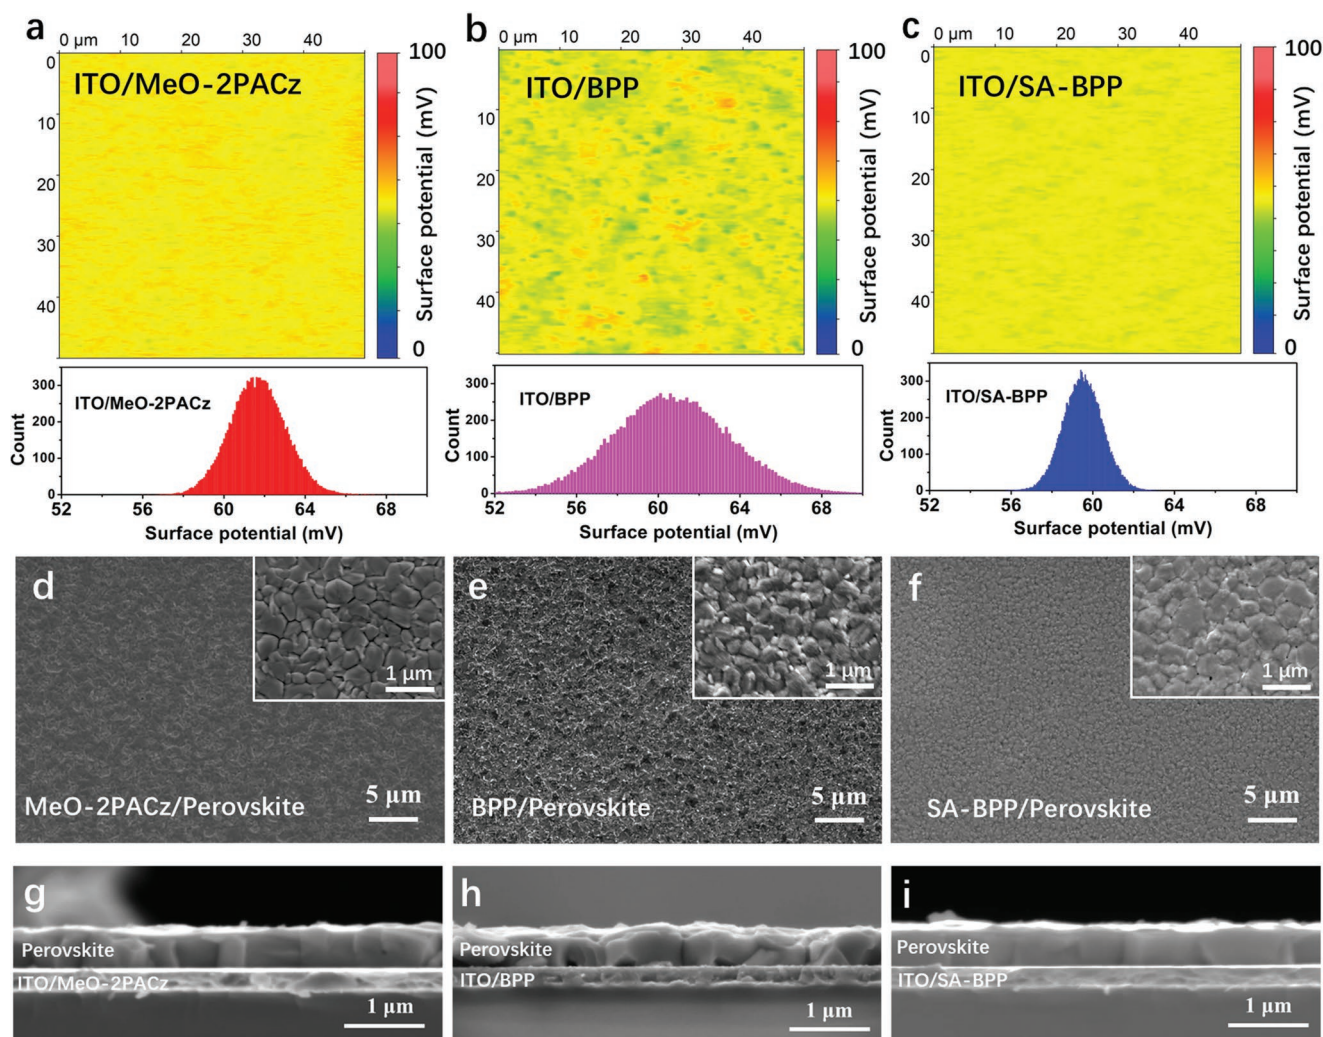 a
0 μm 10 20 30 40
0
10
20
30
40
ITO/MeO-2PACz
100
Surface potential (mV)
0
b
0 μm 10 20 30 40
10
20
30
40
ITO/BPP
100
Surface potential (mV)
0
c
0 μm 10 20 30 40
0
10
20
30
40
ITO/SA-BPP
100
Surface potential (mV)
0
300
200
100
0
Count
ITO/MeO-2PACz
52 56 60 64 68
Surface potential (mV)
300
200
100
0
Count
ITO/BPP
52 56 60 64 68
Surface potential (mV)
300
200
100
0
Count
ITO/SA-BPP
52 56 60 64 68
Surface potential (mV)
d
1 μm
MeO-2PACz/Perovskite
5 μm
e
1 μm
BPP/Perovskite
5 μm
f
1 μm
SA-BPP/Perovskite
5 μm
g
Perovskite
ITO/MeO-2PACz
1 μm
h
Perovskite
ITO/BPP
1 μm
i
Perovskite
ITO/SA-BPP
1 μm